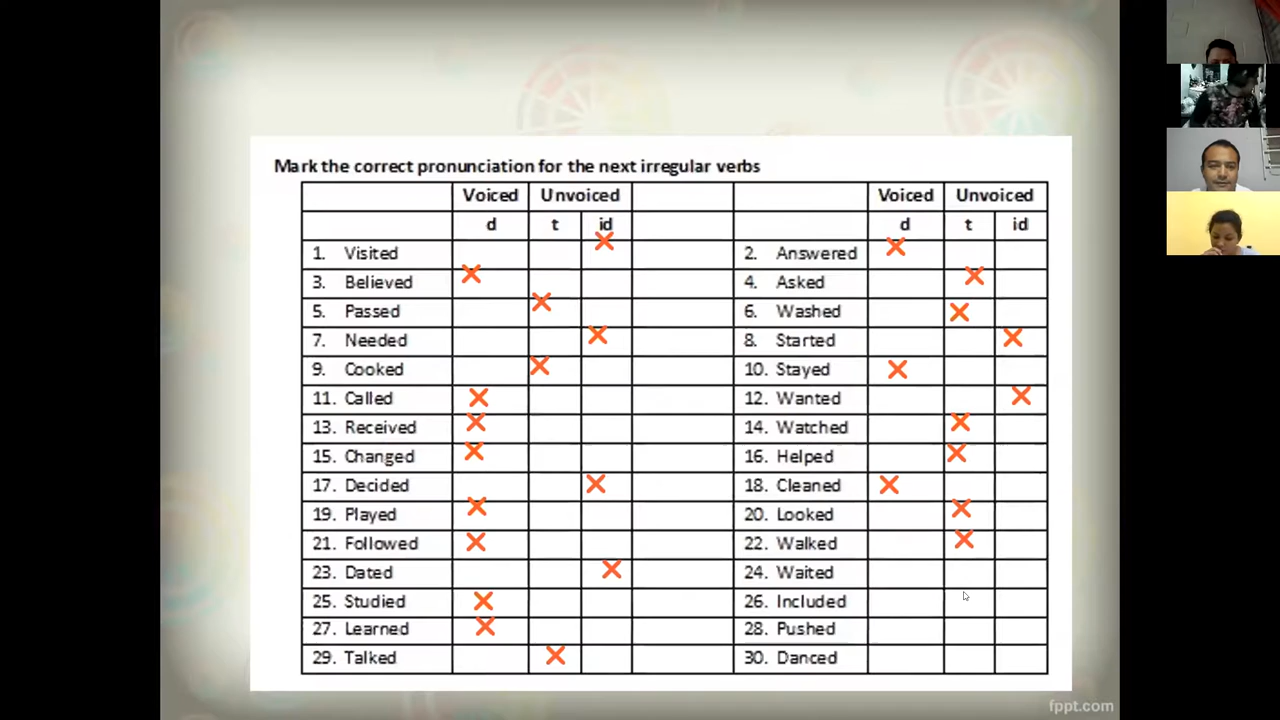 Mark the correct pronunciation for the next irregular verbs
Voiced Unvoiced Voiced Unvoiced
d t id d t id
1. Visited 2. Answered
3. Believed 4. Asked
5. Passed 6. Washed
7. Needed 8. Started
9. Cooked 10. Stayed
11. Called 12. Wanted
13. Received 14. Watched
15. Changed 16. Helped
17. Decided 18. Cleaned
19. Played 20. Looked
21. Followed 22. Walked
23. Dated 24. Waited
25. Studied 26. Included
27. Learned 28. Pushed
29. Talked 30. Danced
fppt.com